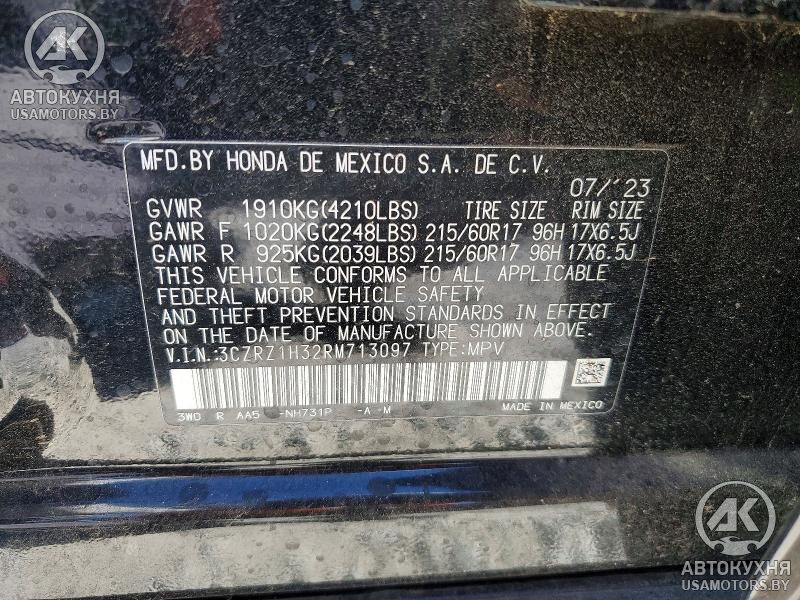 АК
АВТОКУХНЯ
USAMOTORS.BY
MFD.BY HONDA DE MEXICO S.A. DE C.V.
07/'23
GVWR 1910KG(4210LBS) TIRE SIZE RIM SIZE
GAWR F 1020KG(2248LBS) 215/60R17 96H 17X6.5J
GAWR R 925KG(2039LBS) 215/60R17 96H 17X6.5J
THIS VEHICLE CONFORMS TO ALL APPLICABLE
FEDERAL MOTOR VEHICLE SAFETY
AND THEFT PREVENTION STANDARDS IN EFFECT
ON THE DATE OF MANUFACTURE SHOWN ABOVE.
V.I.N.:3CZRZ1H32RM713097 TYPE:MPV
3W0 R AA5 -NH731P -A -M MADE IN MEXICO
АК
АВТОКУХНЯ
USAMOTORS.BY